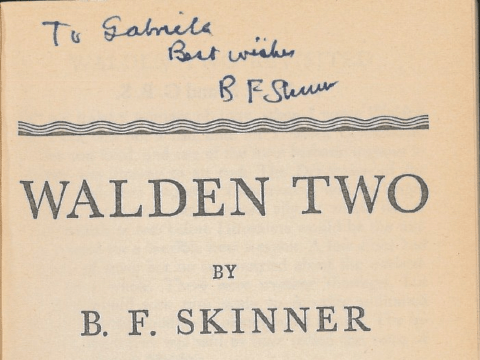 To Gabriela
Best wishes
B F Skinner
WALDEN TWO
BY
B. F. SKINNER